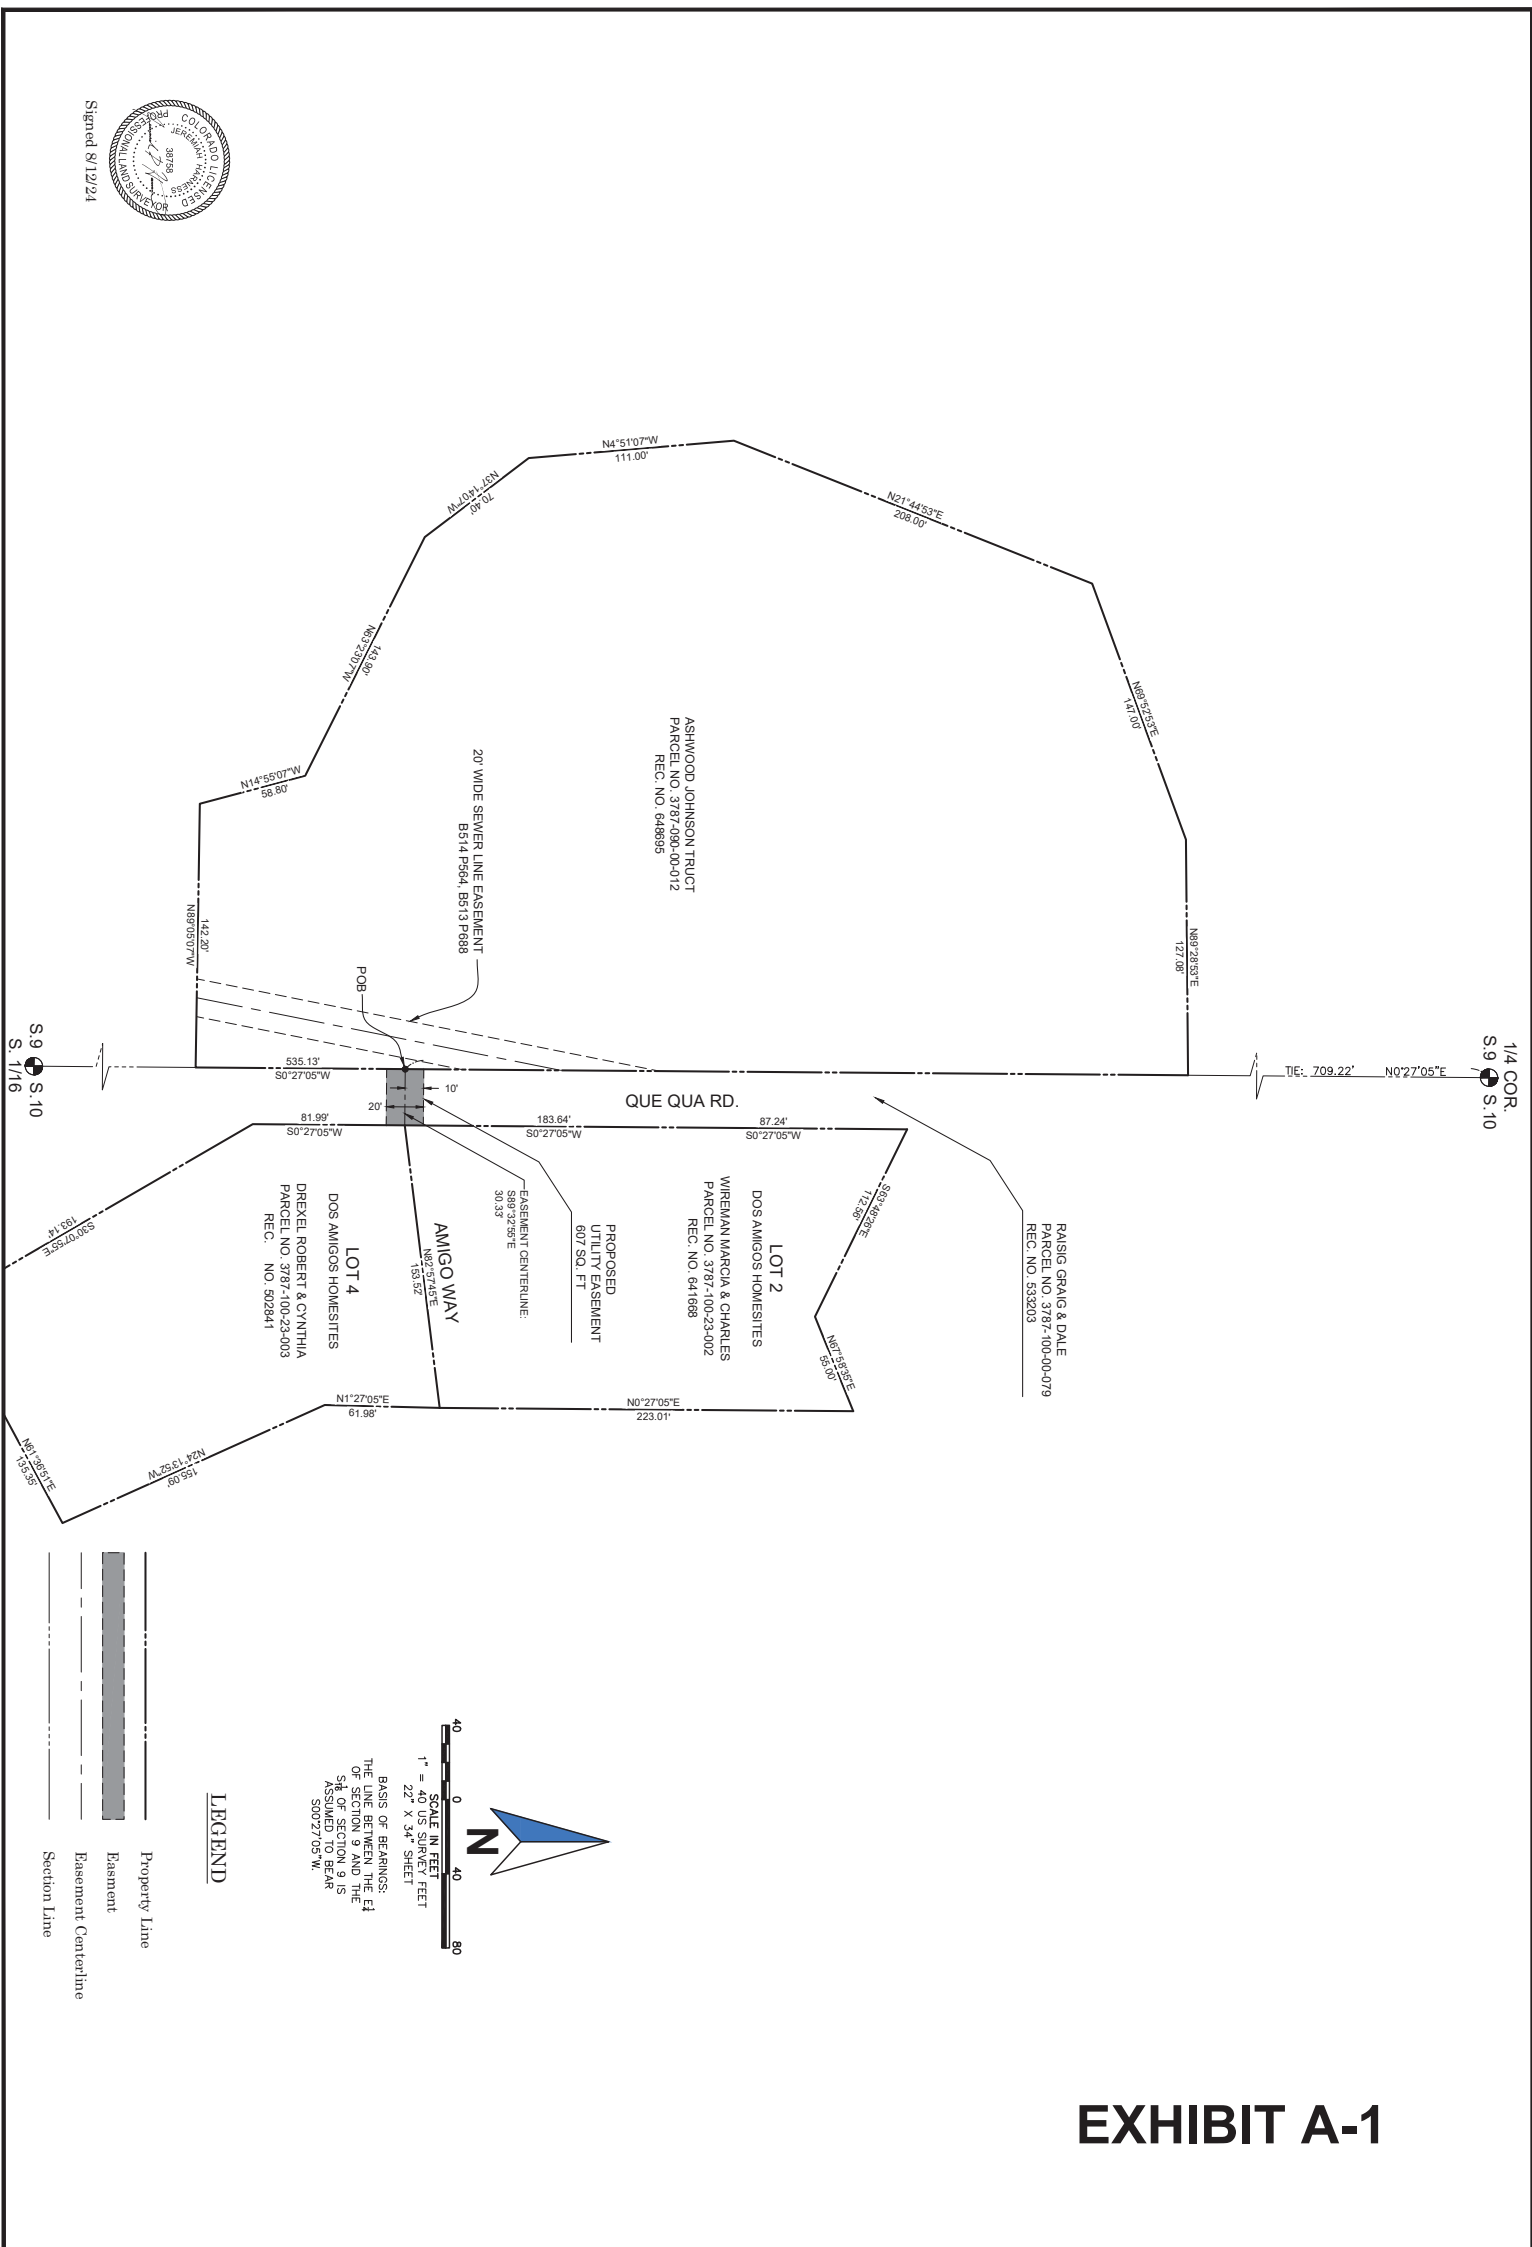 EXHIBIT A-1
1/4 COR.
S.9 S.10
TIE: 709.22' N0°27'05"E
RAISIG GRAIG & DALE
PARCEL NO. 3787-100-00-079
REC. NO. 533203
N89°28'53"E
127.08'
N69°52'53"E
147.00'
N21°44'53"E
208.00'
N4°51'07"W
111.00'
N37°14'07"W
70.40'
N63°23'07"W
143.90'
N14°55'07"W
58.80'
142.20'
N89°05'07"W
ASHWOOD JOHNSON TRUCT
PARCEL NO. 3787-090-00-012
REC. NO. 648695
20' WIDE SEWER LINE EASEMENT
B514 P564, B513 P688
POB
535.13'
S0°27'05"W
10'
20'
QUE QUA RD.
81.99'
S0°27'05"W
183.64'
S0°27'05"W
87.24'
S0°27'05"W
S63°48'26"E
112.56'
N67°58'35"E
55.00'
LOT 2
DOS AMIGOS HOMESITES
WIREMAN MARCIA & CHARLES
PARCEL NO. 3787-100-23-002
REC. NO. 641668
PROPOSED
UTILITY EASEMENT
607 SQ. FT
EASEMENT CENTERLINE:
S89°32'55"E
30.33'
AMIGO WAY
N82°57'45"E
153.52'
N0°27'05"E
223.01'
LOT 4
DOS AMIGOS HOMESITES
DREXEL ROBERT & CYNTHIA
PARCEL NO. 3787-100-23-003
REC. NO. 502841
N1°27'05"E
61.98'
S30°07'55"E
193.14'
N24°13'52"W
155.09'
N61°36'51"E
135.35'
S.9 S.10
S. 1/16
N
40 0 40 80
SCALE IN FEET
1" = 40 US SURVEY FEET
22" X 34" SHEET
BASIS OF BEARINGS:
THE LINE BETWEEN THE E1/4
OF SECTION 9 AND THE
S1/16 OF SECTION 9 IS
ASSUMED TO BEAR
S00°27'05"W.
LEGEND
Property Line
Easment
Easement Centerline
Section Line
COLORADO LICENSED
JEREMIAH HARNESS
38758
PROFESSIONAL LAND SURVEYOR
Signed 8/12/24